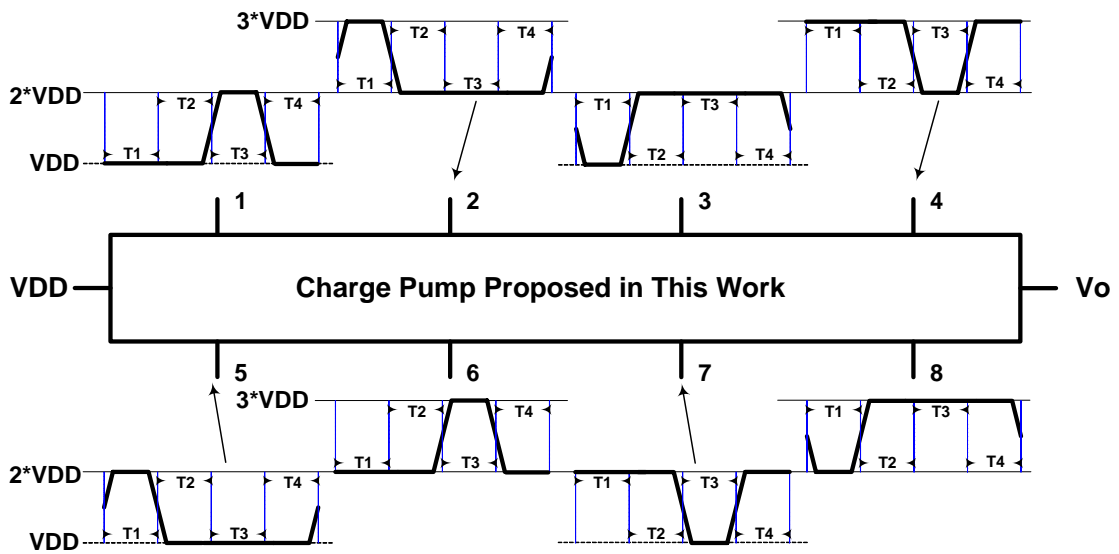 3*VDD
T2 T4 T1 T3
T1 T3 T2 T4
2*VDD
T2 T4 T1 T3
T1 T3 T2 T4
VDD
1 2 3 4
VDD Charge Pump Proposed in This Work Vo
5 6 7 8
3*VDD
T2 T4 T1 T3
T1 T3 T2 T4
2*VDD
T2 T4 T1 T3
T1 T3 T2 T4
VDD